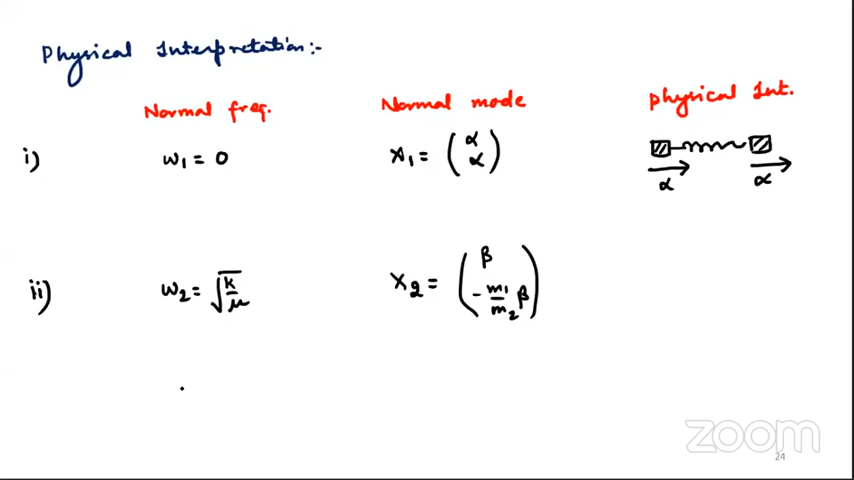 Physical Interpretation:-
Normal freq. Normal mode physical Int.
i) ω₁ = 0 X₁ = (α α) α α
ii) ω₂ = √(k/μ) X₂ = (β -m₁/m₂ β)
zoom
24